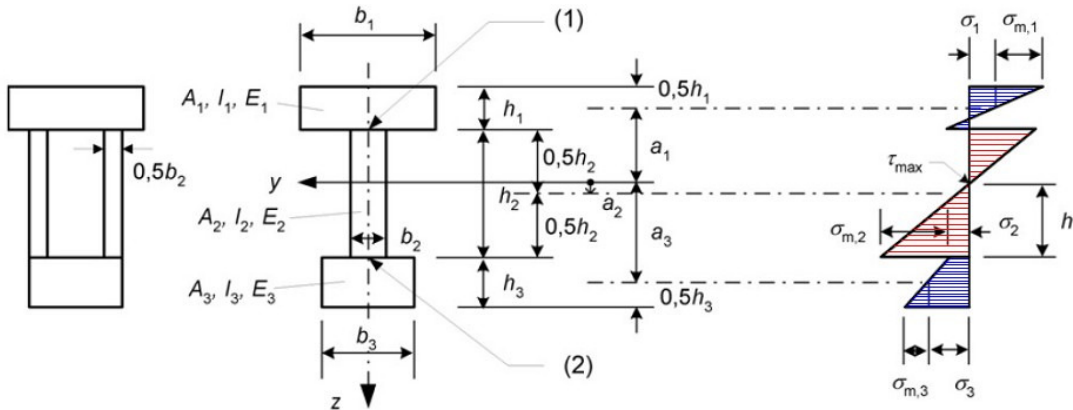 b₁
(1)
σ₁
σm,1
A₁, I₁, E₁
h₁
0,5h₁
0,5b₂
0,5h₂
a₁
τmax
y
h₂
a₂
A₂, I₂, E₂
b₂
0,5h₂
a₃
σm,2
σ₂
h
A₃, I₃, E₃
h₃
0,5h₃
b₃
(2)
z
σm,3
σ₃